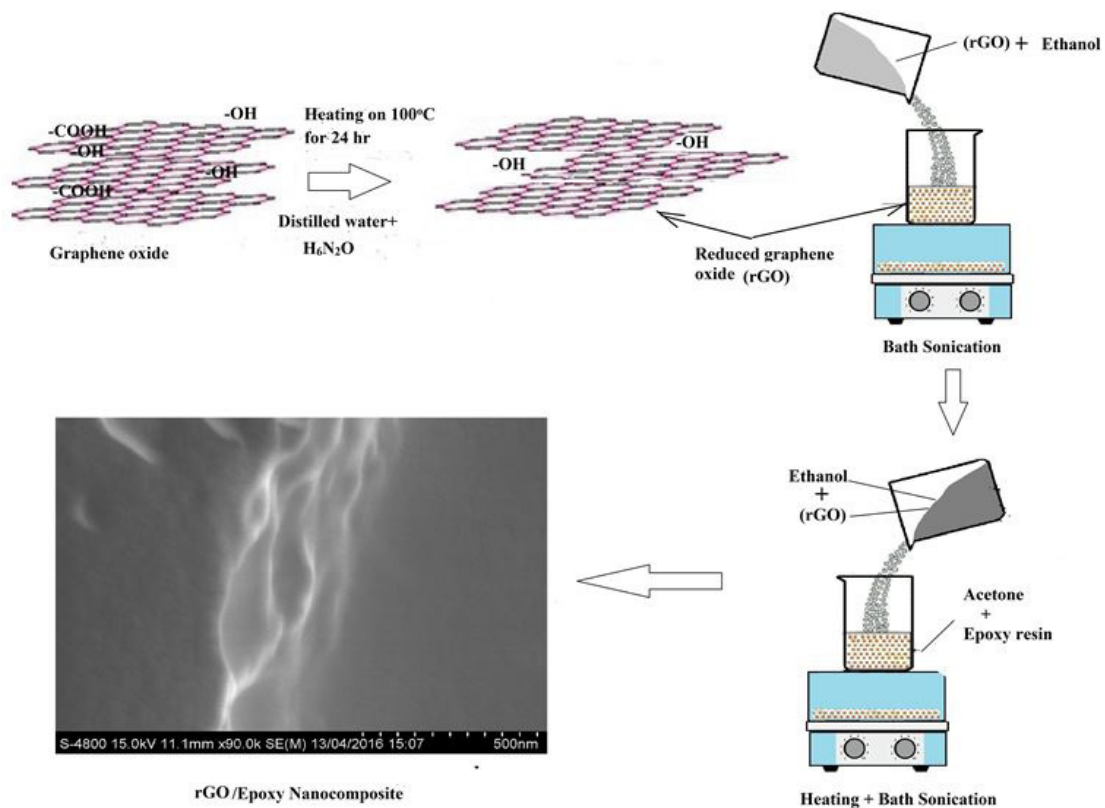 -OH
-COOH
-OH
-OH
-COOH
Graphene oxide
Heating on 100°C
for 24 hr
Distilled water+
H₆N₂O
-OH
-OH
Reduced graphene
oxide (rGO)
(rGO) + Ethanol
Bath Sonication
Ethanol
+
(rGO)
Acetone
+
Epoxy resin
Heating + Bath Sonication
S-4800 15.0kV 11.1mm x90.0k SE(M) 13/04/2016 15:07 500nm
rGO/Epoxy Nanocomposite